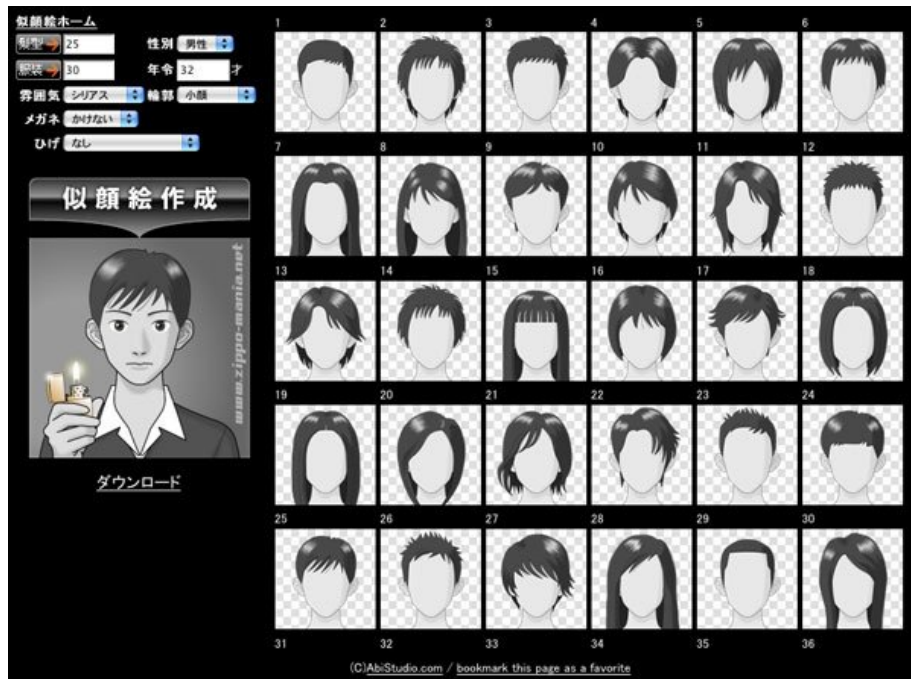 似顔絵ホーム
髪型 25 性別 男性
服装 30 年令 32 才
雰囲気 シリアス 輪郭 小顔
メガネ かけない
ひげ なし
似顔絵作成
www.zippo-mania.net
ダウンロード
1 2 3 4 5 6
7 8 9 10 11 12
13 14 15 16 17 18
19 20 21 22 23 24
25 26 27 28 29 30
31 32 33 34 35 36
(C)AbiStudio.com / bookmark this page as a favorite